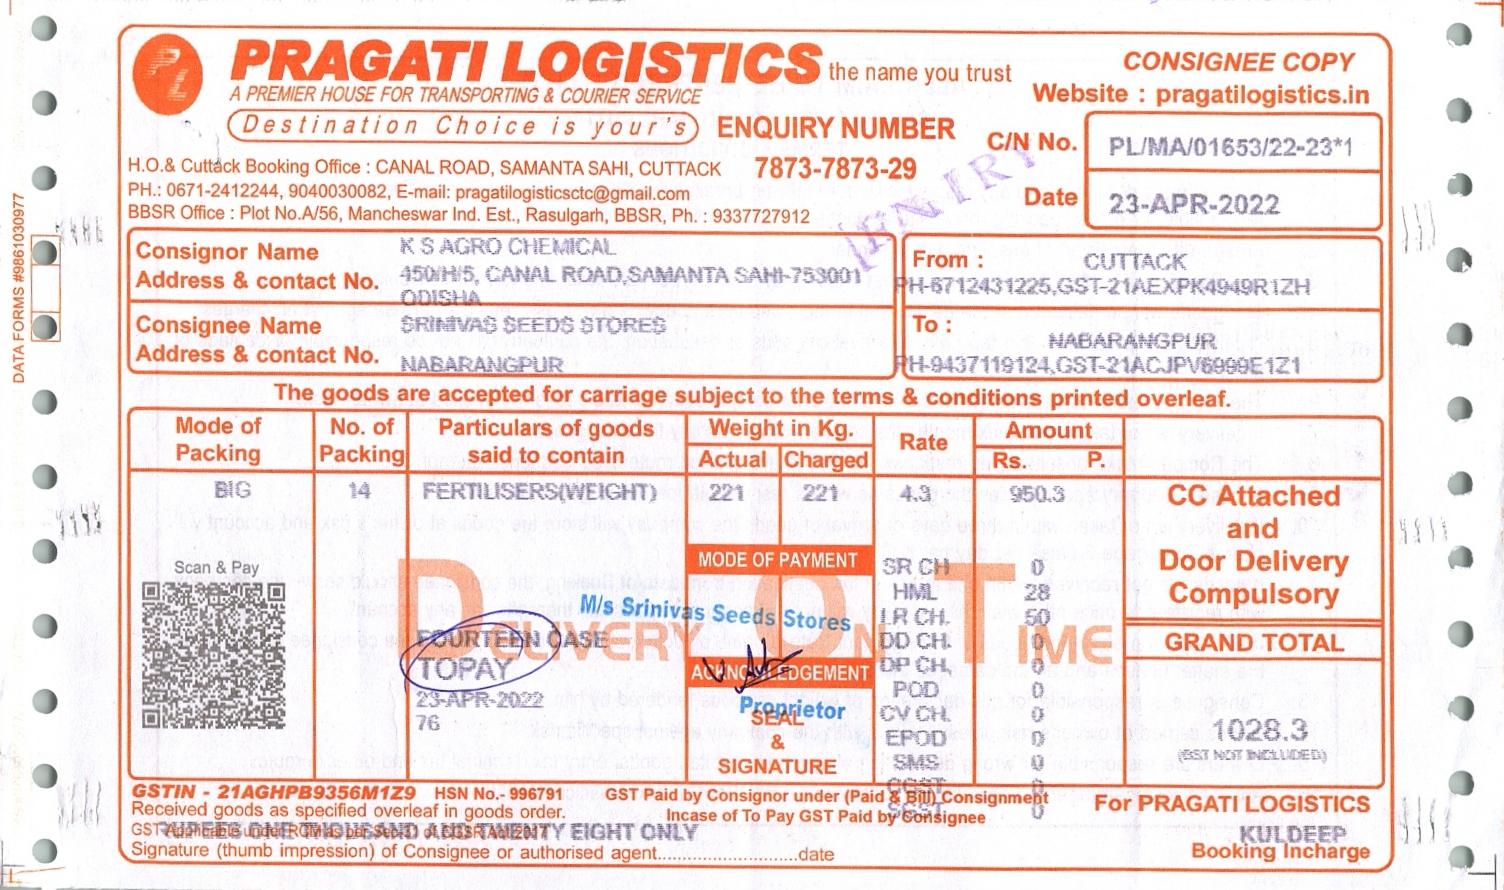 PRAGATI LOGISTICS the name you trust
A PREMIER HOUSE FOR TRANSPORTING & COURIER SERVICE
Destination Choice is your's
CONSIGNEE COPY
Website : pragatilogistics.in
ENQUIRY NUMBER
7873-7873-29
C/N No. PL/MA/01653/22-23*1
Date 23-APR-2022
H.O.& Cuttack Booking Office : CANAL ROAD, SAMANTA SAHI, CUTTACK
PH.: 0671-2412244, 9040030082, E-mail: pragatilogisticsctc@gmail.com
BBSR Office : Plot No.A/56, Mancheswar Ind. Est., Rasulgarh, BBSR, Ph. : 9337727912
DATA FORMS #9861030977
Consignor Name K S AGRO CHEMICAL
Address & contact No. 450/H/5, CANAL ROAD,SAMANTA SAHI-753001
ODISHA
From : CUTTACK
PH-6712431225,GST-21AEXPK4949R1ZH
Consignee Name SRINIVAS SEEDS STORES
Address & contact No. NABARANGPUR
To : NABARANGPUR
PH-9437119124,GST-21ACJPV6999E1Z1
The goods are accepted for carriage subject to the terms & conditions printed overleaf.
Mode of Packing No. of Packing Particulars of goods said to contain Weight in Kg. Actual Charged Rate Amount Rs. P.
BIG 14 FERTILISERS(WEIGHT) 221 221 4.3 950.3
CC Attached
and
Door Delivery
Compulsory
GRAND TOTAL
1028.3
(GST NOT INCLUDED)
Scan & Pay
DELIVERY ON TIME
FOURTEEN CASE
TOPAY
23-APR-2022
76
MODE OF PAYMENT
M/s Srinivas Seeds Stores
ACKNOWLEDGEMENT
Proprietor
SEAL
&
SIGNATURE
SR CH 0
HML 28
LR CH. 50
DD CH. 0
DP CH. 0
POD 0
CV CH. 0
EPOD 0
SMS 0
CGST 0
SGST 0
GSTIN - 21AGHPB9356M1Z9 HSN No.- 996791
GST Paid by Consignor under (Paid & Bill) Consignment
Incase of To Pay GST Paid by Consignee
Received goods as specified overleaf in goods order.
RUPEES ONE THOUSAND AND TWENTY EIGHT ONLY
Signature (thumb impression) of Consignee or authorised agent..............................date
For PRAGATI LOGISTICS
KULDEEP
Booking Incharge